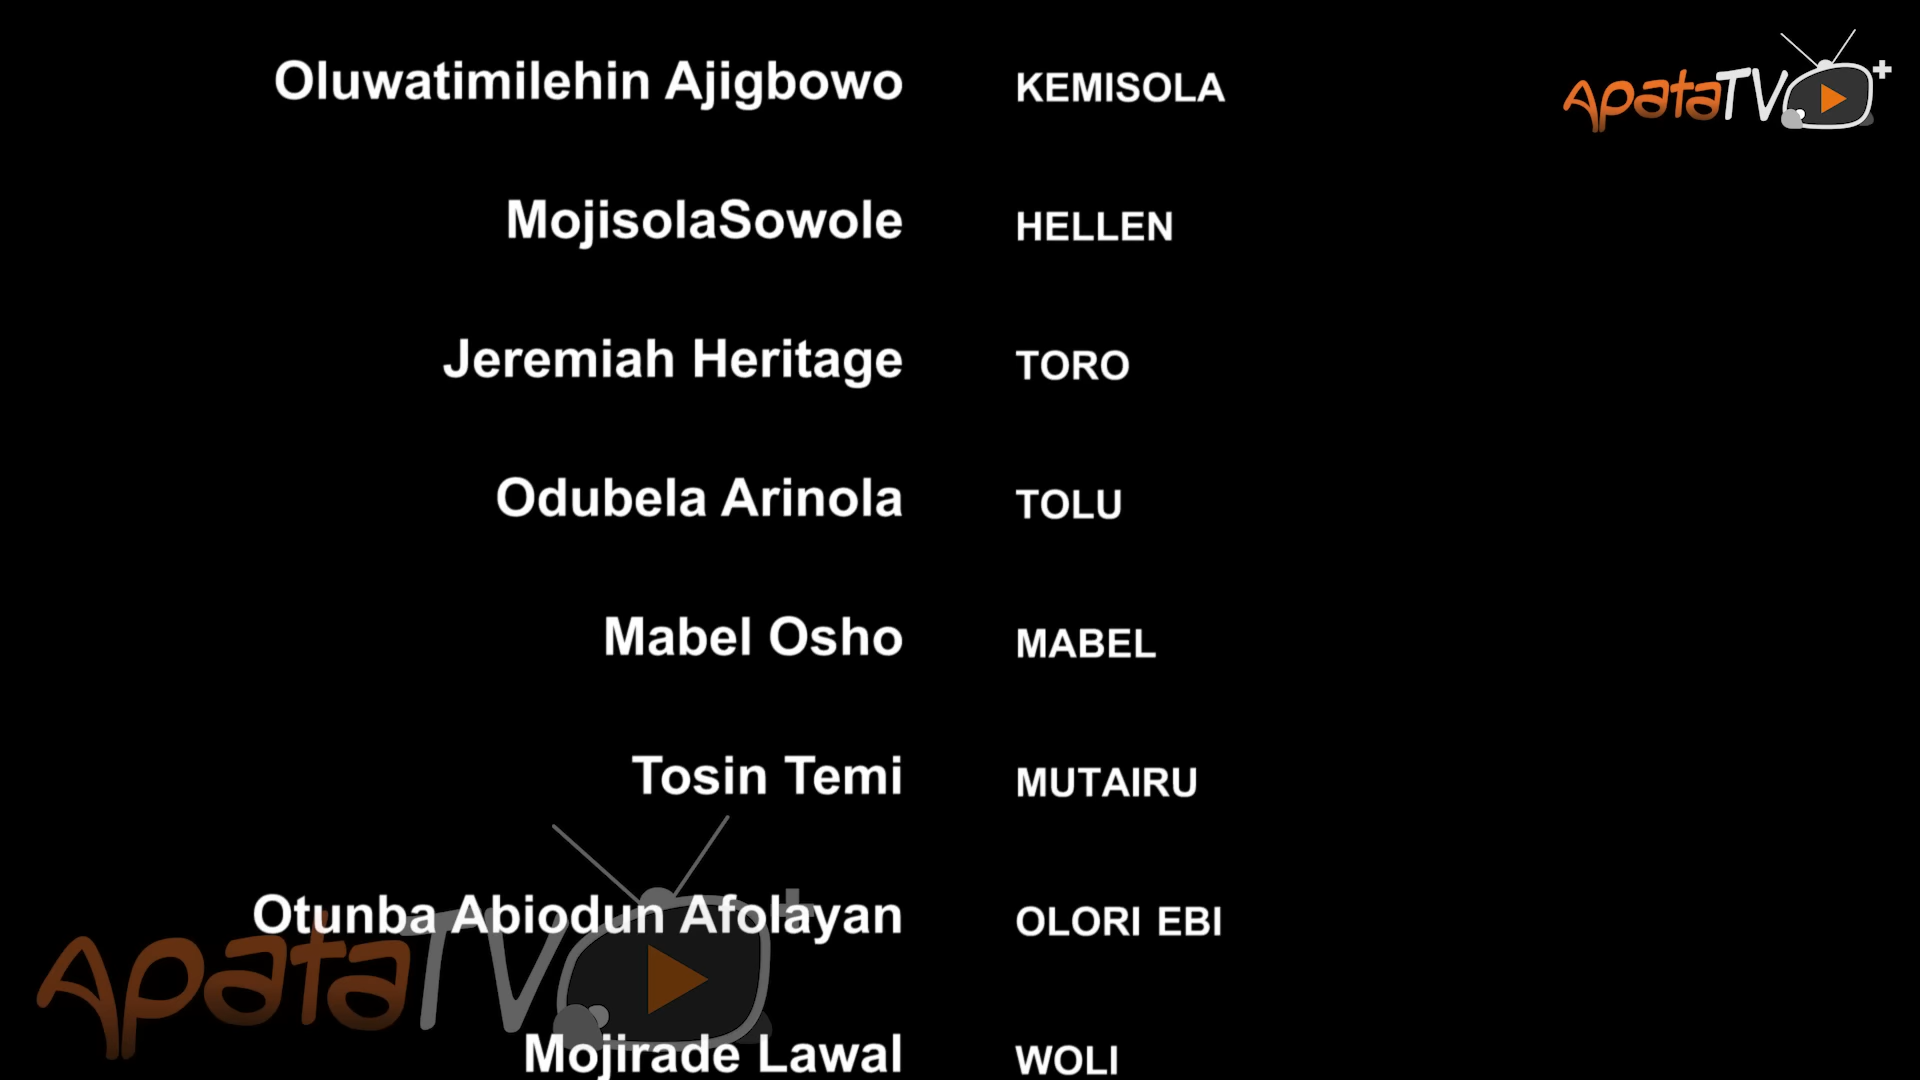 Oluwatimilehin Ajigbowo KEMISOLA
ApataTV+
MojisolaSowole HELLEN
Jeremiah Heritage TORO
Odubela Arinola TOLU
Mabel Osho MABEL
Tosin Temi MUTAIRU
Otunba Abiodun Afolayan OLORI EBI
ApataTV+
Mojirade Lawal WOLI